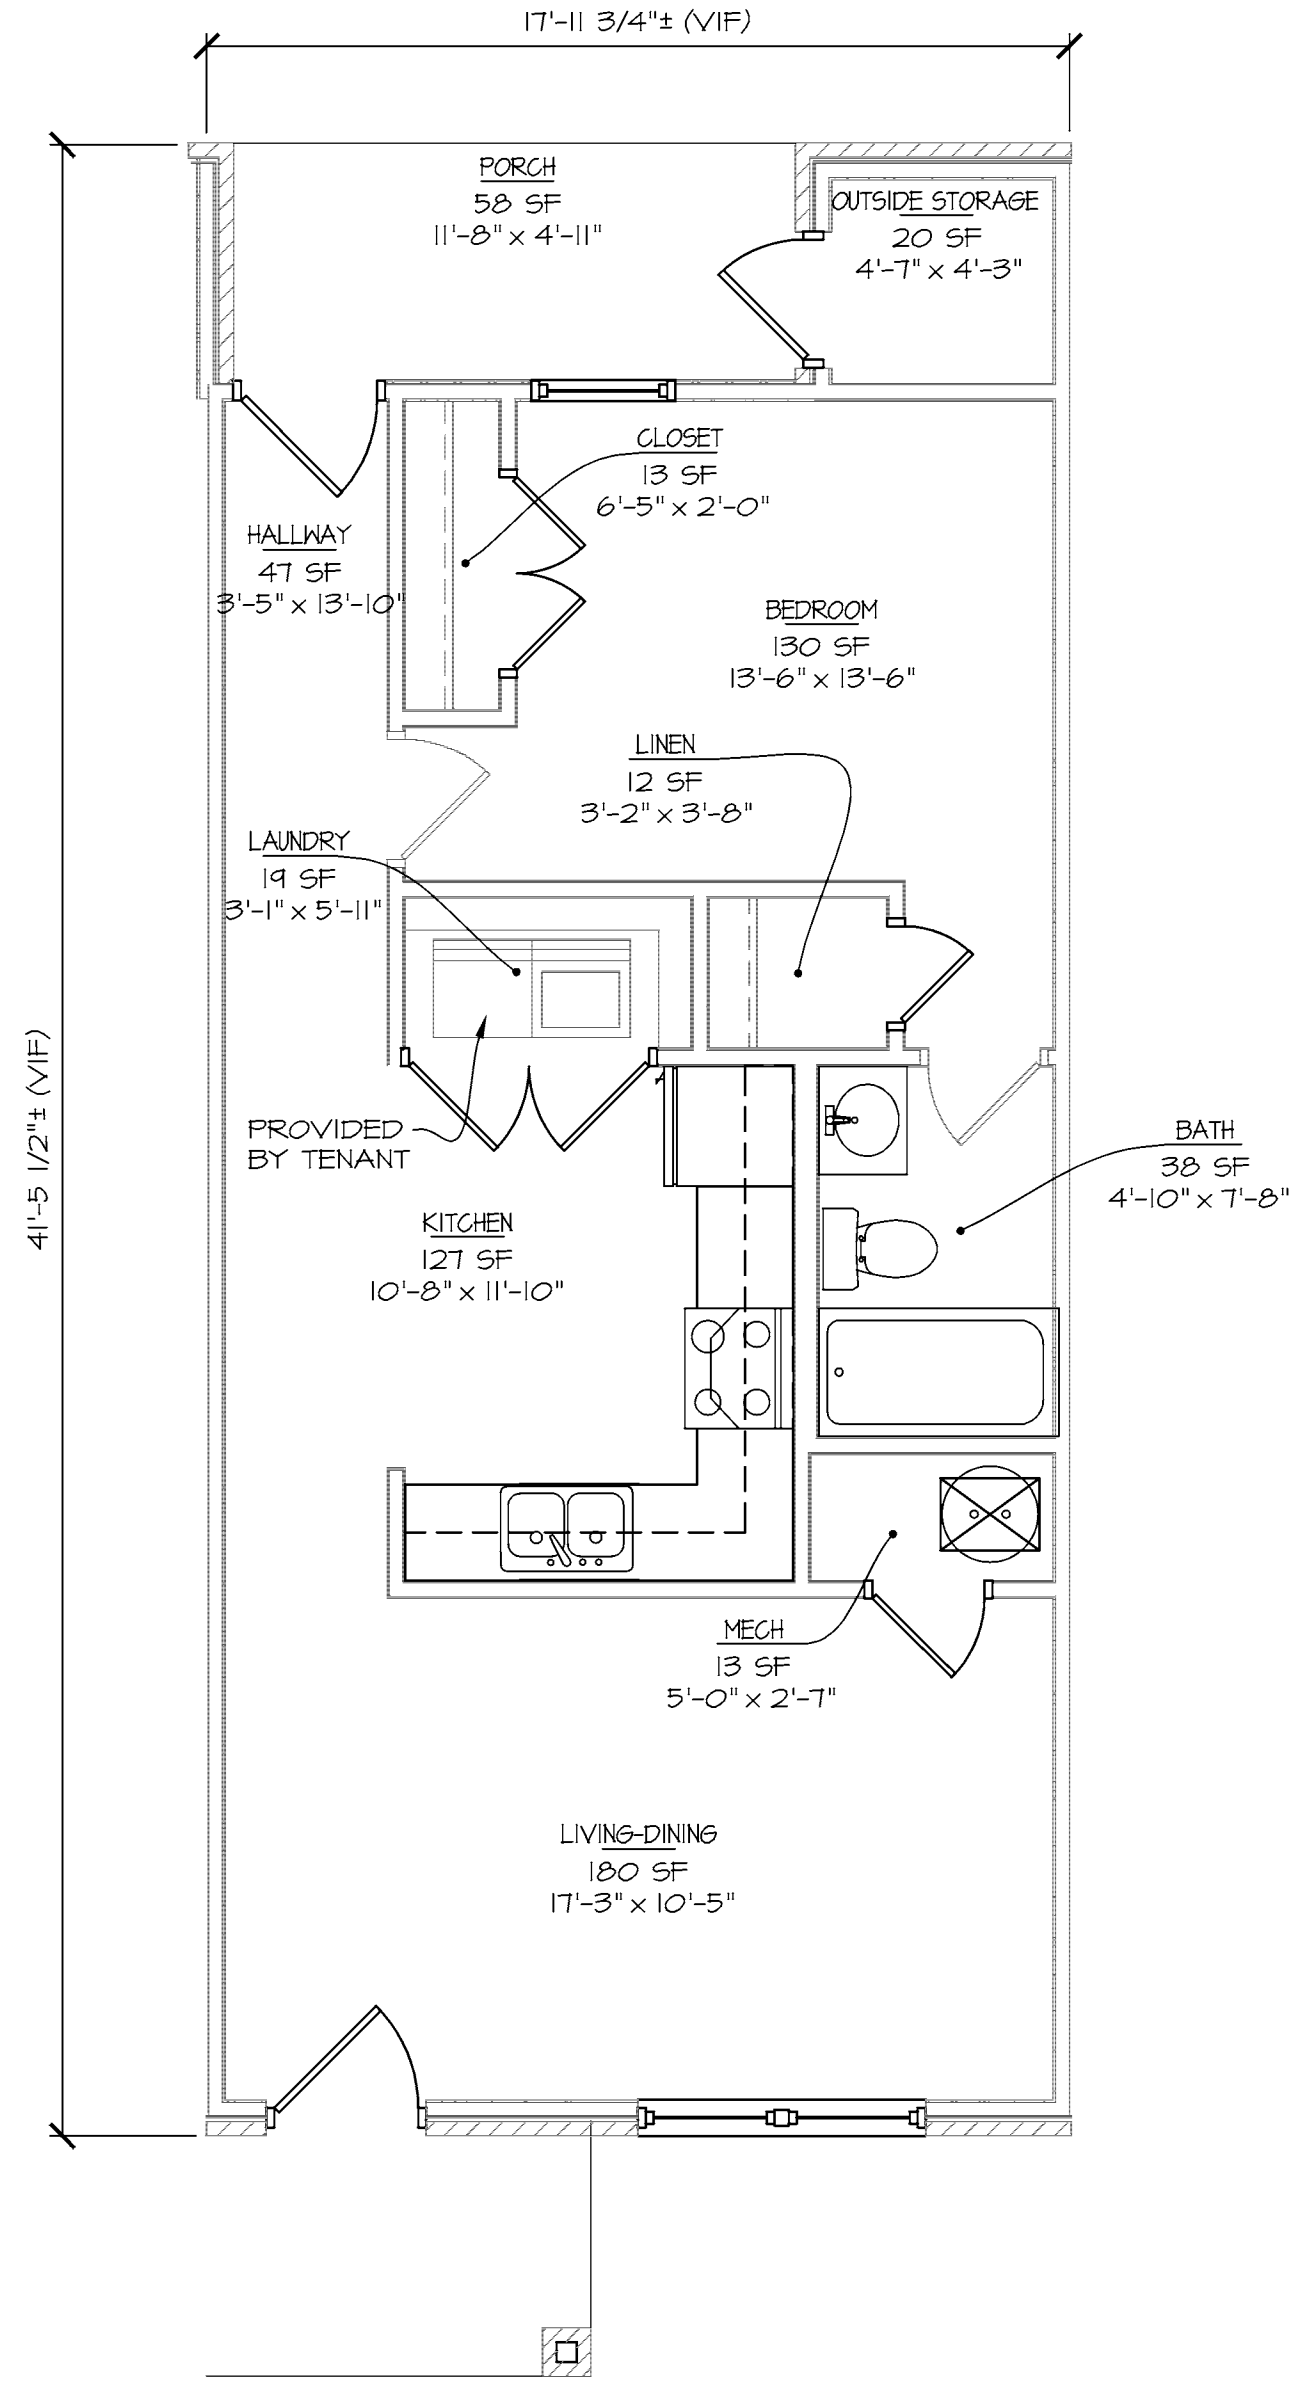 17'-11 3/4"± (VIF)
PORCH
58 SF
11'-8" x 4'-11"
OUTSIDE STORAGE
20 SF
4'-7" x 4'-3"
CLOSET
13 SF
6'-5" x 2'-0"
HALLWAY
47 SF
3'-5" x 13'-10"
BEDROOM
130 SF
13'-6" x 13'-6"
LINEN
12 SF
3'-2" x 3'-8"
LAUNDRY
19 SF
3'-1" x 5'-11"
41'-5 1/2"± (VIF)
PROVIDED
BY TENANT
BATH
38 SF
4'-10" x 7'-8"
KITCHEN
127 SF
10'-8" x 11'-10"
MECH
13 SF
5'-0" x 2'-7"
LIVING-DINING
180 SF
17'-3" x 10'-5"